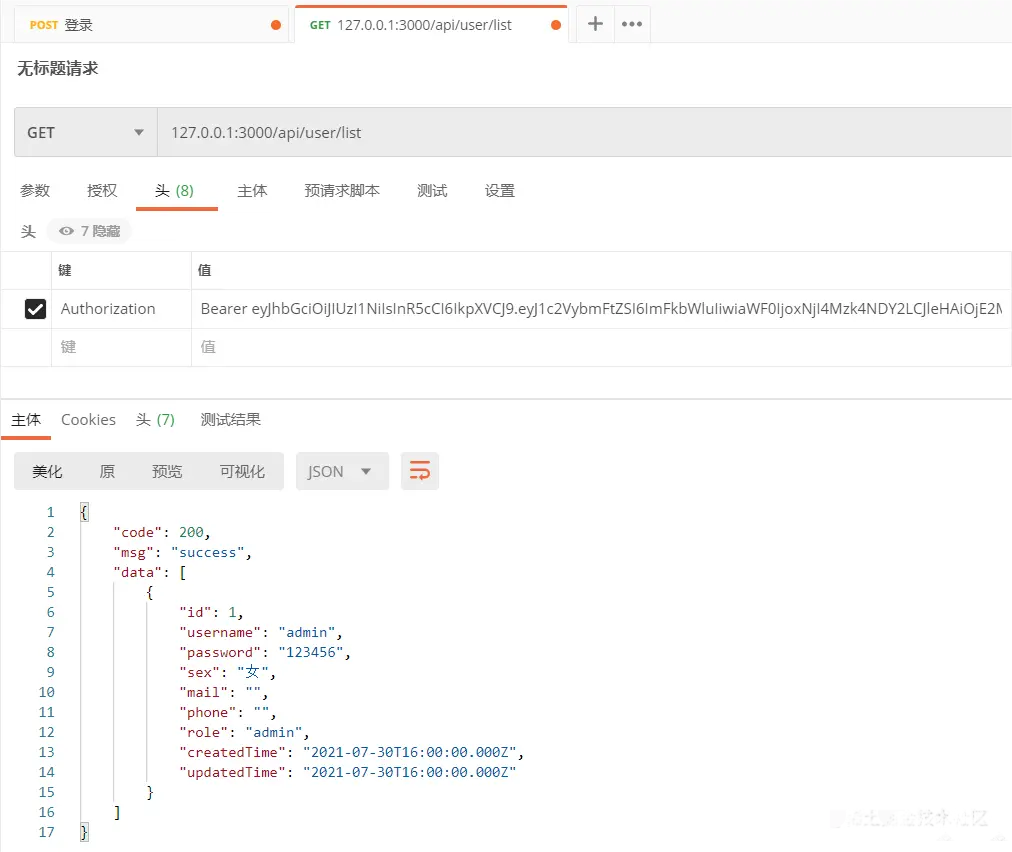 POST 登录
GET 127.0.0.1:3000/api/user/list
+ •••
无标题请求
GET 127.0.0.1:3000/api/user/list
参数 授权 头 (8) 主体 预请求脚本 测试 设置
头 7 隐藏
键 值
Authorization Bearer eyJhbGciOiJIUzI1NiIsInR5cCI6IkpXVCJ9.eyJ1c2VybmFtZSI6ImFkbWluIiwiaWF0IjoxNjI4Mzk4NDY2LCJleHAiOjE2M
键 值
主体 Cookies 头 (7) 测试结果
美化 原 预览 可视化 JSON
1 {
2 "code": 200,
3 "msg": "success",
4 "data": [
5 {
6 "id": 1,
7 "username": "admin",
8 "password": "123456",
9 "sex": "女",
10 "mail": "",
11 "phone": "",
12 "role": "admin",
13 "createdTime": "2021-07-30T16:00:00.000Z",
14 "updatedTime": "2021-07-30T16:00:00.000Z"
15 }
16 ]
17 }